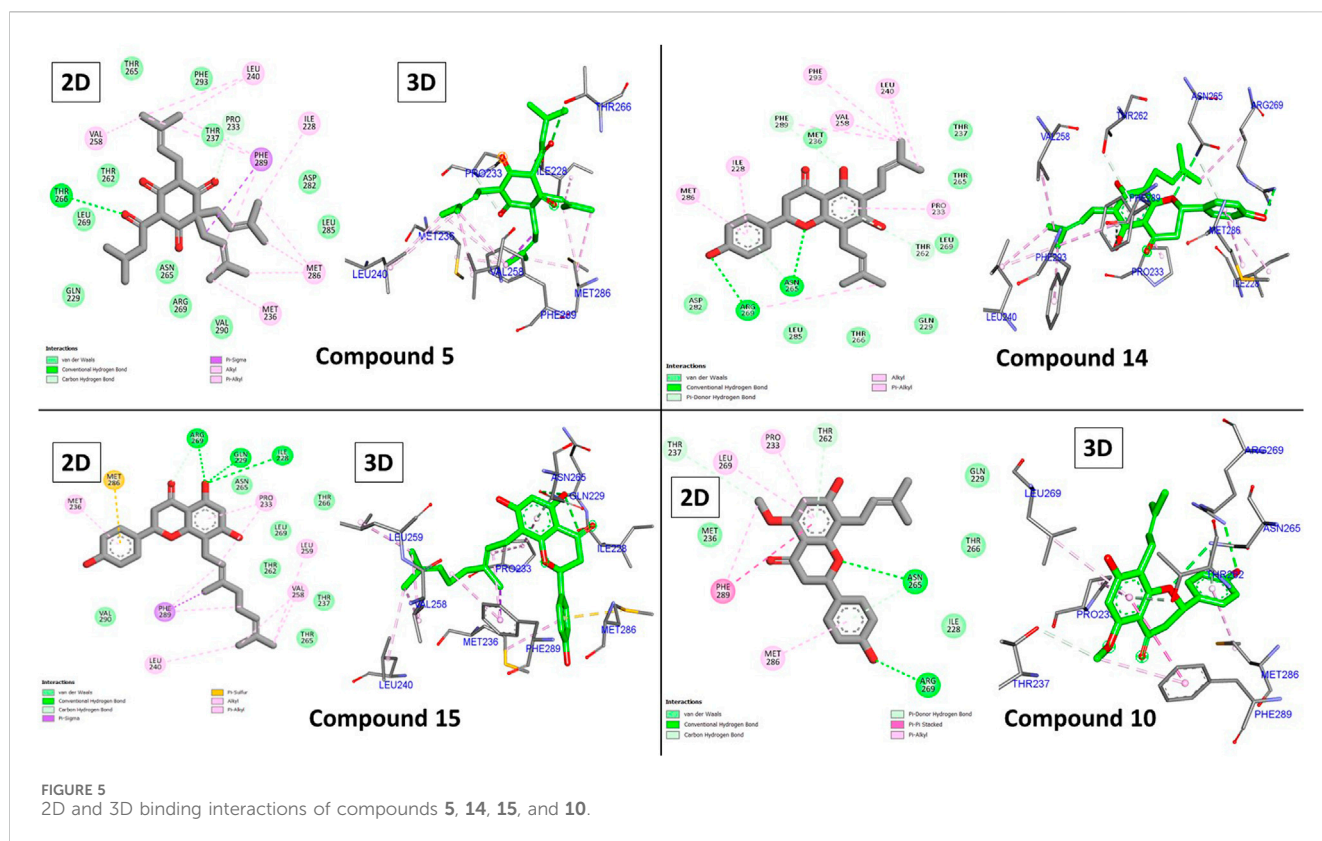 2D
THR 265
PHE 293
LEU 240
PRO 233
ILE 228
VAL 258
THR 237
PHE 289
THR 262
ASP 282
THR 266
LEU 269
LEU 285
ASN 265
MET 286
GLN 229
ARG 269
VAL 290
MET 236
Interactions
van der Waals
Conventional Hydrogen Bond
Carbon Hydrogen Bond
Pi-Sigma
Alkyl
Pi-Alkyl
3D
THR266
PRO233
MET236
LEU240
VAL258
MET286
PHE289
Compound 5
PHE 293
LEU 240
PHE 289
MET 236
VAL 258
THR 237
ILE 228
THR 265
MET 286
PRO 233
LEU 269
THR 262
ASN 265
ASP 282
ARG 269
LEU 285
THR 266
GLN 229
Interactions
van der Waals
Conventional Hydrogen Bond
Pi-Donor Hydrogen Bond
Alkyl
Pi-Alkyl
ASN265
ARG269
THR262
VAL258
PHE289
MET286
PHE293
PRO233
ILE228
LEU240
Compound 14
2D
ARG 269
GLN 229
ILE 228
MET 286
ASN 265
MET 236
PRO 233
THR 266
LEU 269
LEU 259
THR 262
VAL 258
THR 237
VAL 290
PHE 289
THR 265
LEU 240
Interactions
van der Waals
Conventional Hydrogen Bond
Carbon Hydrogen Bond
Pi-Sigma
Pi-Sulfur
Alkyl
Pi-Alkyl
3D
ASN265
GLN229
LEU259
ILE228
PRO233
VAL258
MET236
MET286
PHE289
LEU240
Compound 15
2D
THR 237
PRO 233
THR 262
LEU 269
GLN 229
MET 236
THR 266
PHE 289
ASN 265
ILE 228
MET 286
ARG 269
Interactions
van der Waals
Conventional Hydrogen Bond
Carbon Hydrogen Bond
Pi-Donor Hydrogen Bond
Pi-Pi Stacked
Pi-Alkyl
3D
ARG269
LEU269
ASN265
THR262
THR237
MET286
PHE289
Compound 10
FIGURE 5
2D and 3D binding interactions of compounds 5, 14, 15, and 10.